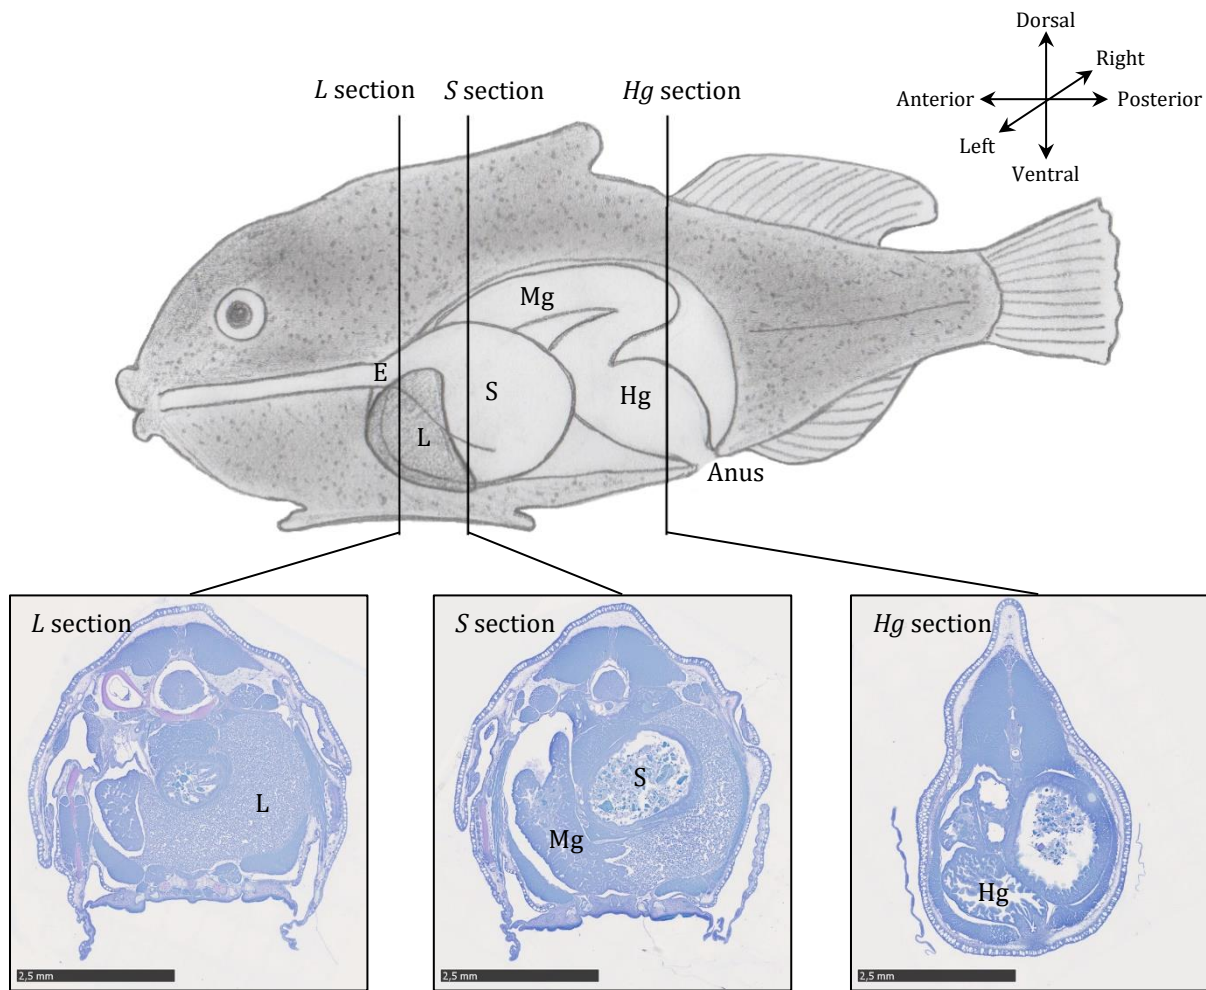 Dorsal
Right
Anterior
Posterior
Left
Ventral
L section
S section
Hg section
Mg
E
S
Hg
L
Anus
L section
L
2,5 mm
S section
S
Mg
2,5 mm
Hg section
Hg
2,5 mm